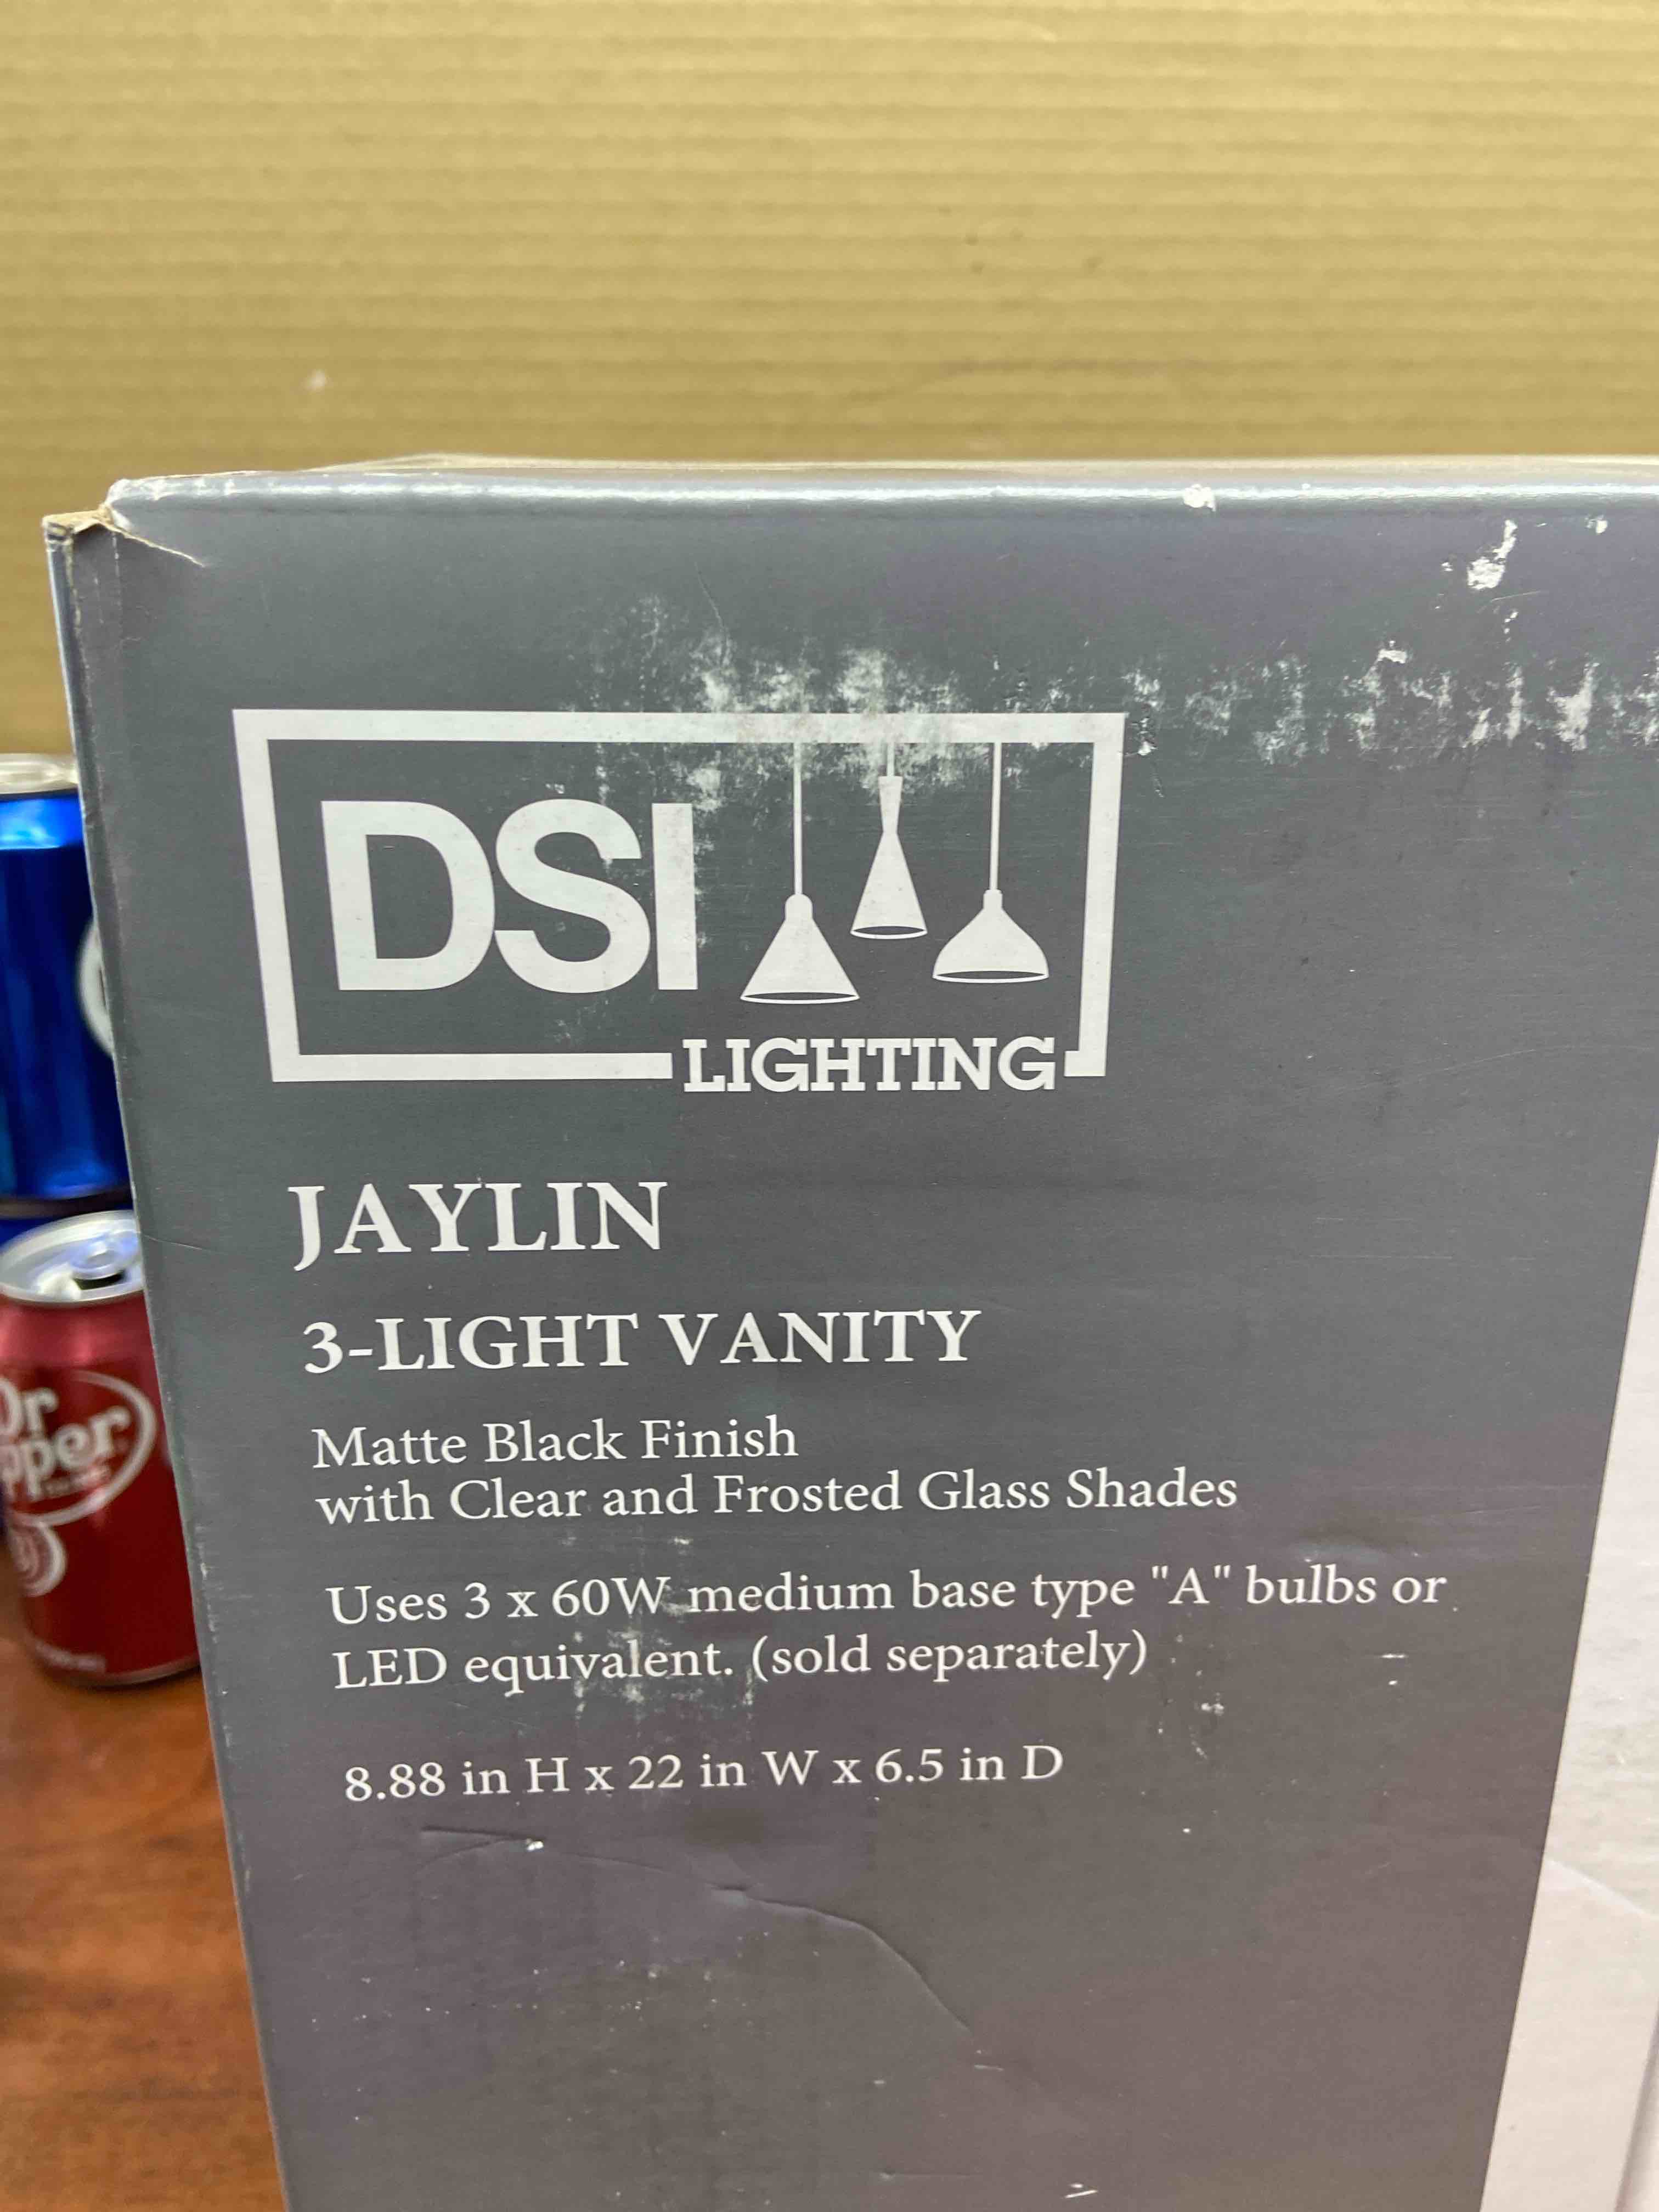 DSI
LIGHTING
JAYLIN
3-LIGHT VANITY
Matte Black Finish
with Clear and Frosted Glass Shades
Uses 3 x 60W medium base type "A" bulbs or
LED equivalent. (sold separately)
8.88 in H x 22 in W x 6.5 in D
Dr
pper